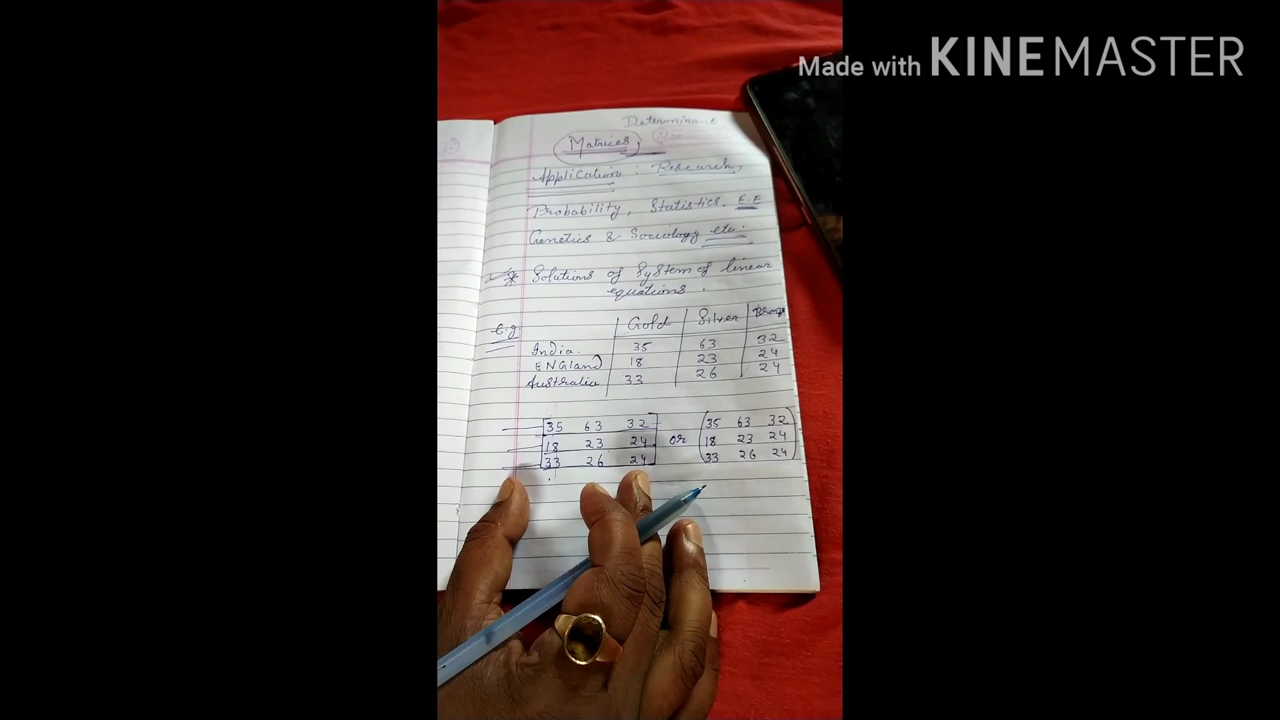 Made with KINEMASTER
Determinant
Matrices
Application : Research,
Probability, Statistics. E.E
Genetics & Sociology etc.
Solutions of System of linear
equations.
e.g Gold Silver Bronze
India. 35 63 32
ENGland 18 23 24
Australia 33 26 24
35 63 32 or 35 63 32
18 23 24 18 23 24
33 26 24 33 26 24